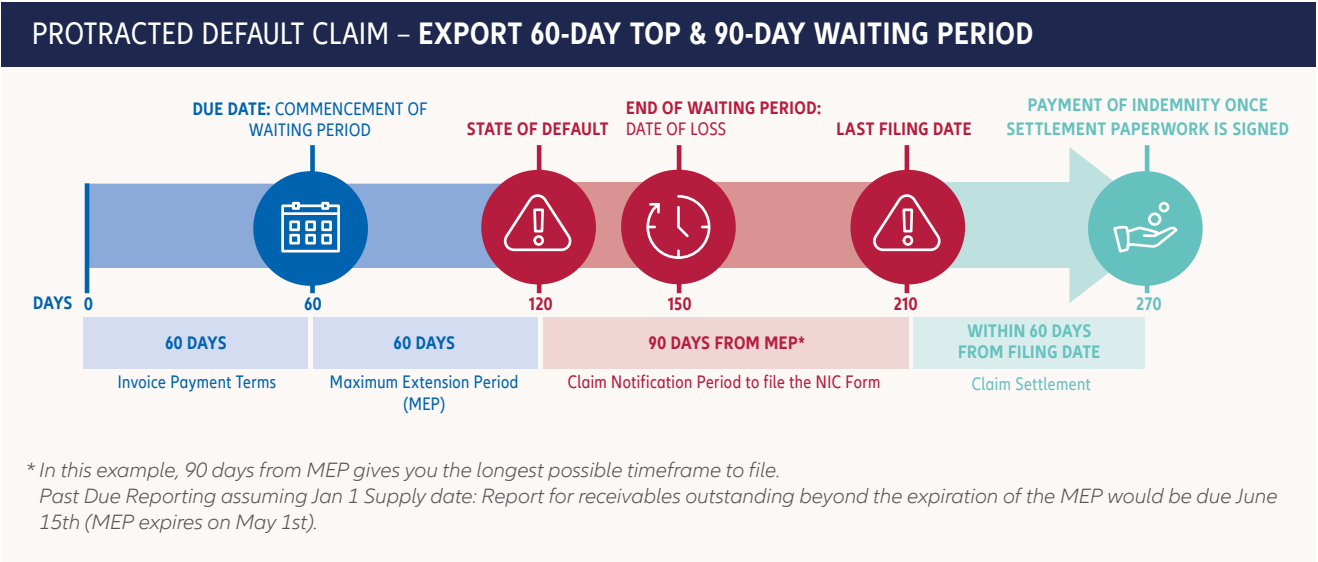 PROTRACTED DEFAULT CLAIM – EXPORT 60-DAY TOP & 90-DAY WAITING PERIOD
DUE DATE: COMMENCEMENT OF
WAITING PERIOD
STATE OF DEFAULT
END OF WAITING PERIOD:
DATE OF LOSS
LAST FILING DATE
PAYMENT OF INDEMNITY ONCE
SETTLEMENT PAPERWORK IS SIGNED
DAYS 0 60 120 150 210 270
60 DAYS
Invoice Payment Terms
60 DAYS
Maximum Extension Period
(MEP)
90 DAYS FROM MEP*
Claim Notification Period to file the NIC Form
WITHIN 60 DAYS
FROM FILING DATE
Claim Settlement
* In this example, 90 days from MEP gives you the longest possible timeframe to file.
Past Due Reporting assuming Jan 1 Supply date: Report for receivables outstanding beyond the expiration of the MEP would be due June
15th (MEP expires on May 1st).